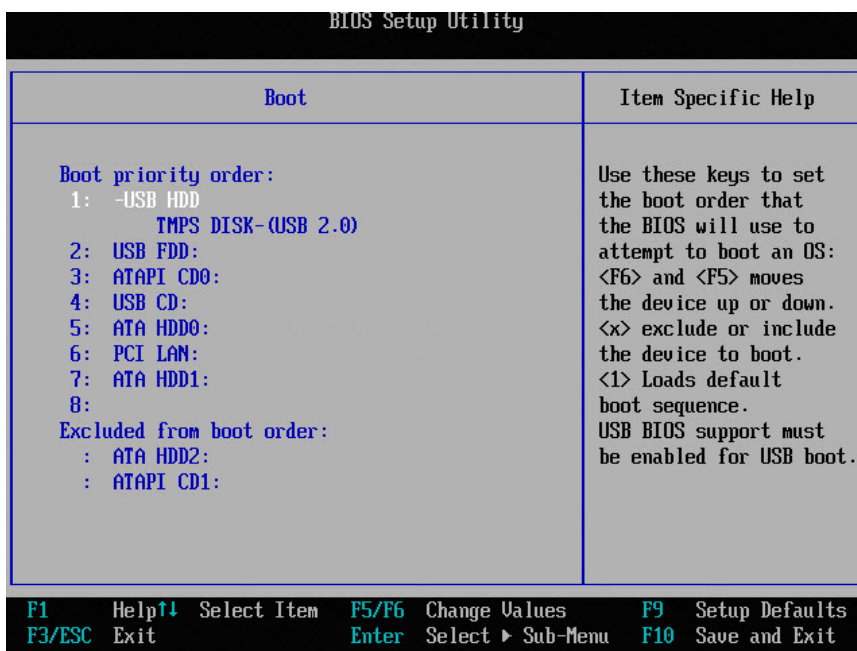 BIOS Setup Utility
Boot
Item Specific Help
Boot priority order:
1: -USB HDD
TMPS DISK-(USB 2.0)
2: USB FDD:
3: ATAPI CD0:
4: USB CD:
5: ATA HDD0:
6: PCI LAN:
7: ATA HDD1:
8:
Excluded from boot order:
: ATA HDD2:
: ATAPI CD1:
Use these keys to set
the boot order that
the BIOS will use to
attempt to boot an OS:
<F6> and <F5> moves
the device up or down.
<x> exclude or include
the device to boot.
<1> Loads default
boot sequence.
USB BIOS support must
be enabled for USB boot.
F1 Help↑↓ Select Item F5/F6 Change Values F9 Setup Defaults
F3/ESC Exit Enter Select ▶ Sub-Menu F10 Save and Exit